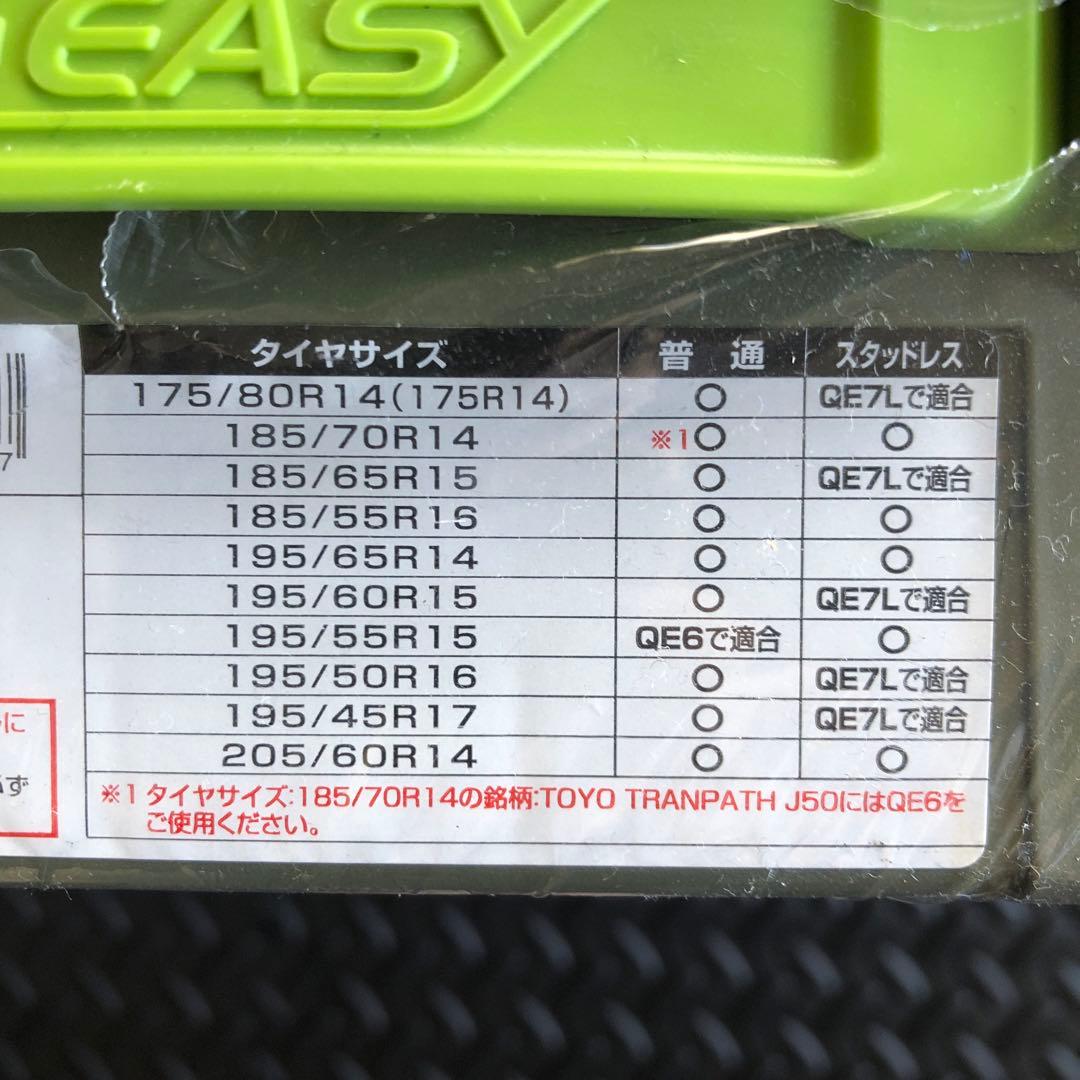 EASY
タイヤサイズ 普通 スタッドレス
175/80R14(175R14) ○ QE7Lで適合
185/70R14 ※1○ ○
185/65R15 ○ QE7Lで適合
185/55R16 ○ ○
195/65R14 ○ ○
195/60R15 ○ QE7Lで適合
195/55R15 QE6で適合 ○
195/50R16 ○ QE7Lで適合
195/45R17 ○ QE7Lで適合
205/60R14 ○ ○
※1 タイヤサイズ:185/70R14の銘柄:TOYO TRANPATH J50にはQE6を
ご使用ください。
7
に
ず